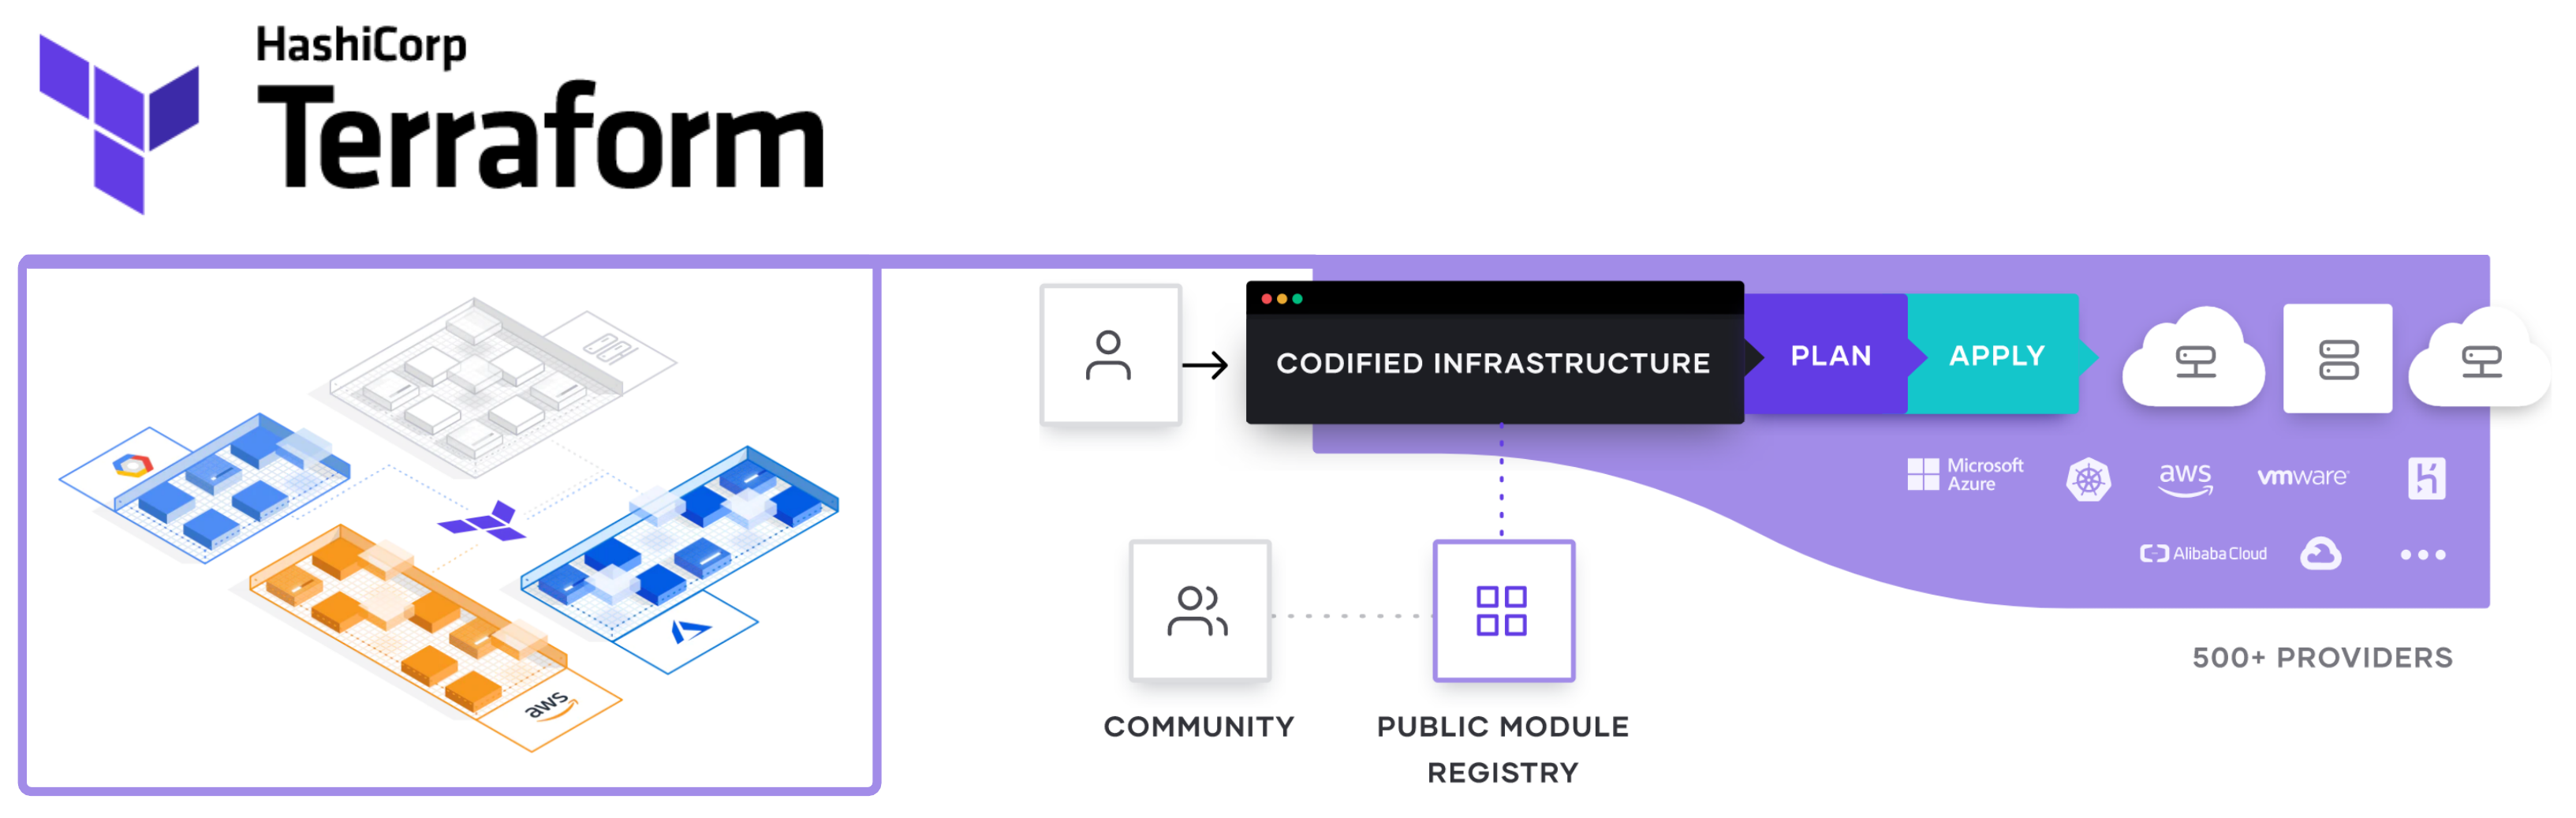 HashiCorp
Terraform
CODIFIED INFRASTRUCTURE
PLAN
APPLY
Microsoft
Azure
aws
vmware
Alibaba Cloud
500+ PROVIDERS
COMMUNITY
PUBLIC MODULE
REGISTRY
aws